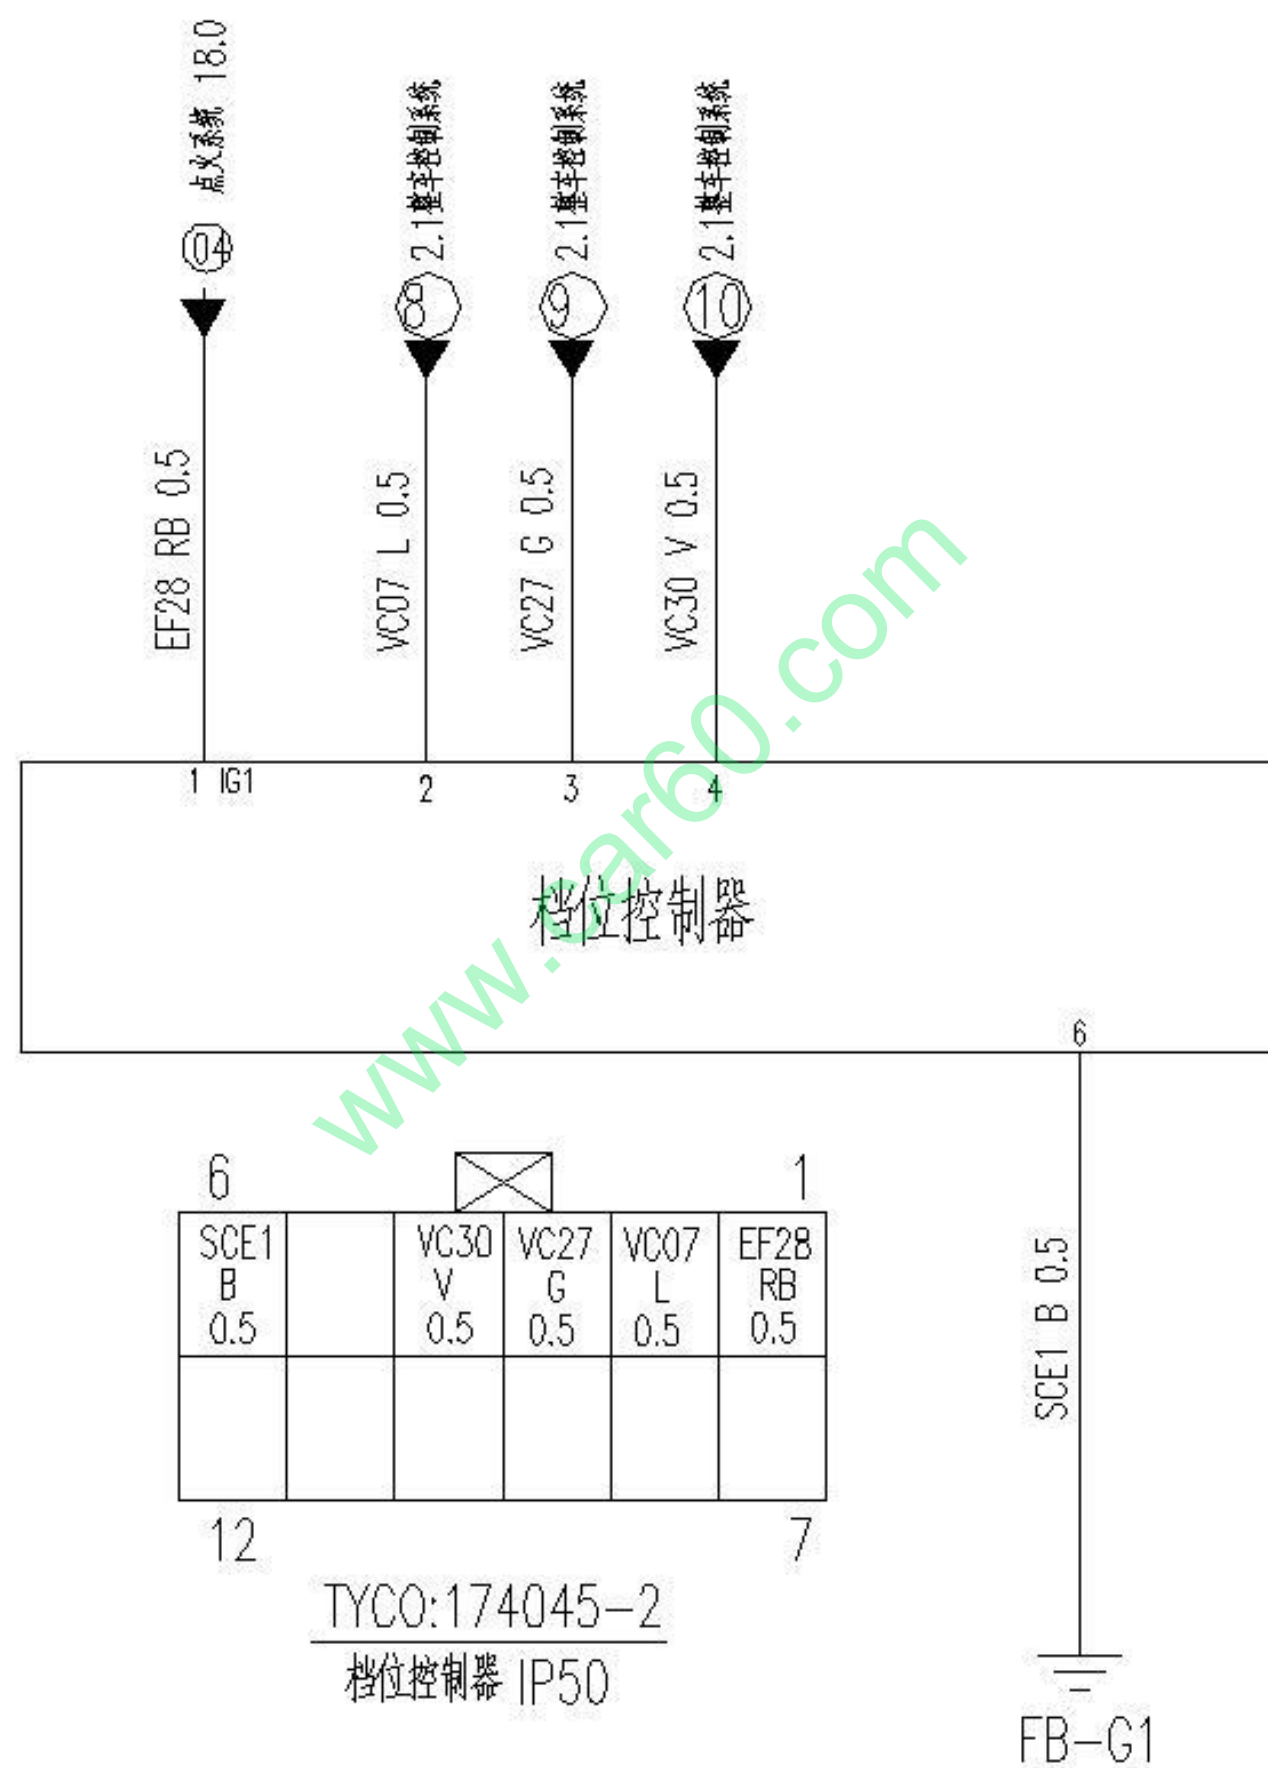 04 点火系统 18.0
8 2.1整车控制系统
9 2.1整车控制系统
10 2.1整车控制系统
EF28 RB 0.5
VC07 L 0.5
VC27 G 0.5
VC30 V 0.5
1 IG1
2
3
4
档位控制器
6
www.car60.com
6
1
SCE1
B
0.5
VC30
V
0.5
VC27
G
0.5
VC07
L
0.5
EF28
RB
0.5
12
7
TYCO:174045-2
档位控制器 IP50
SCE1 B 0.5
FB-G1